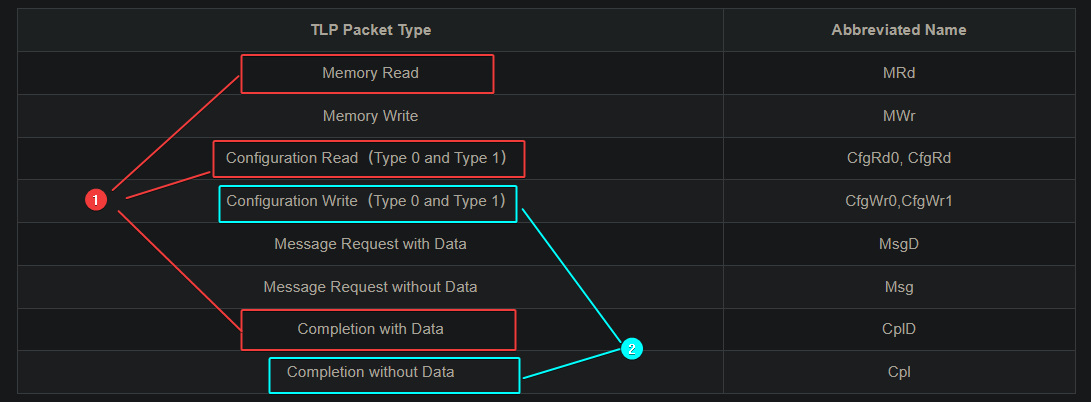 TLP Packet Type Abbreviated Name
Memory Read MRd
Memory Write MWr
Configuration Read（Type 0 and Type 1） CfgRd0, CfgRd
1 Configuration Write（Type 0 and Type 1） CfgWr0,CfgWr1
Message Request with Data MsgD
Message Request without Data Msg
Completion with Data CplD
2
Completion without Data Cpl